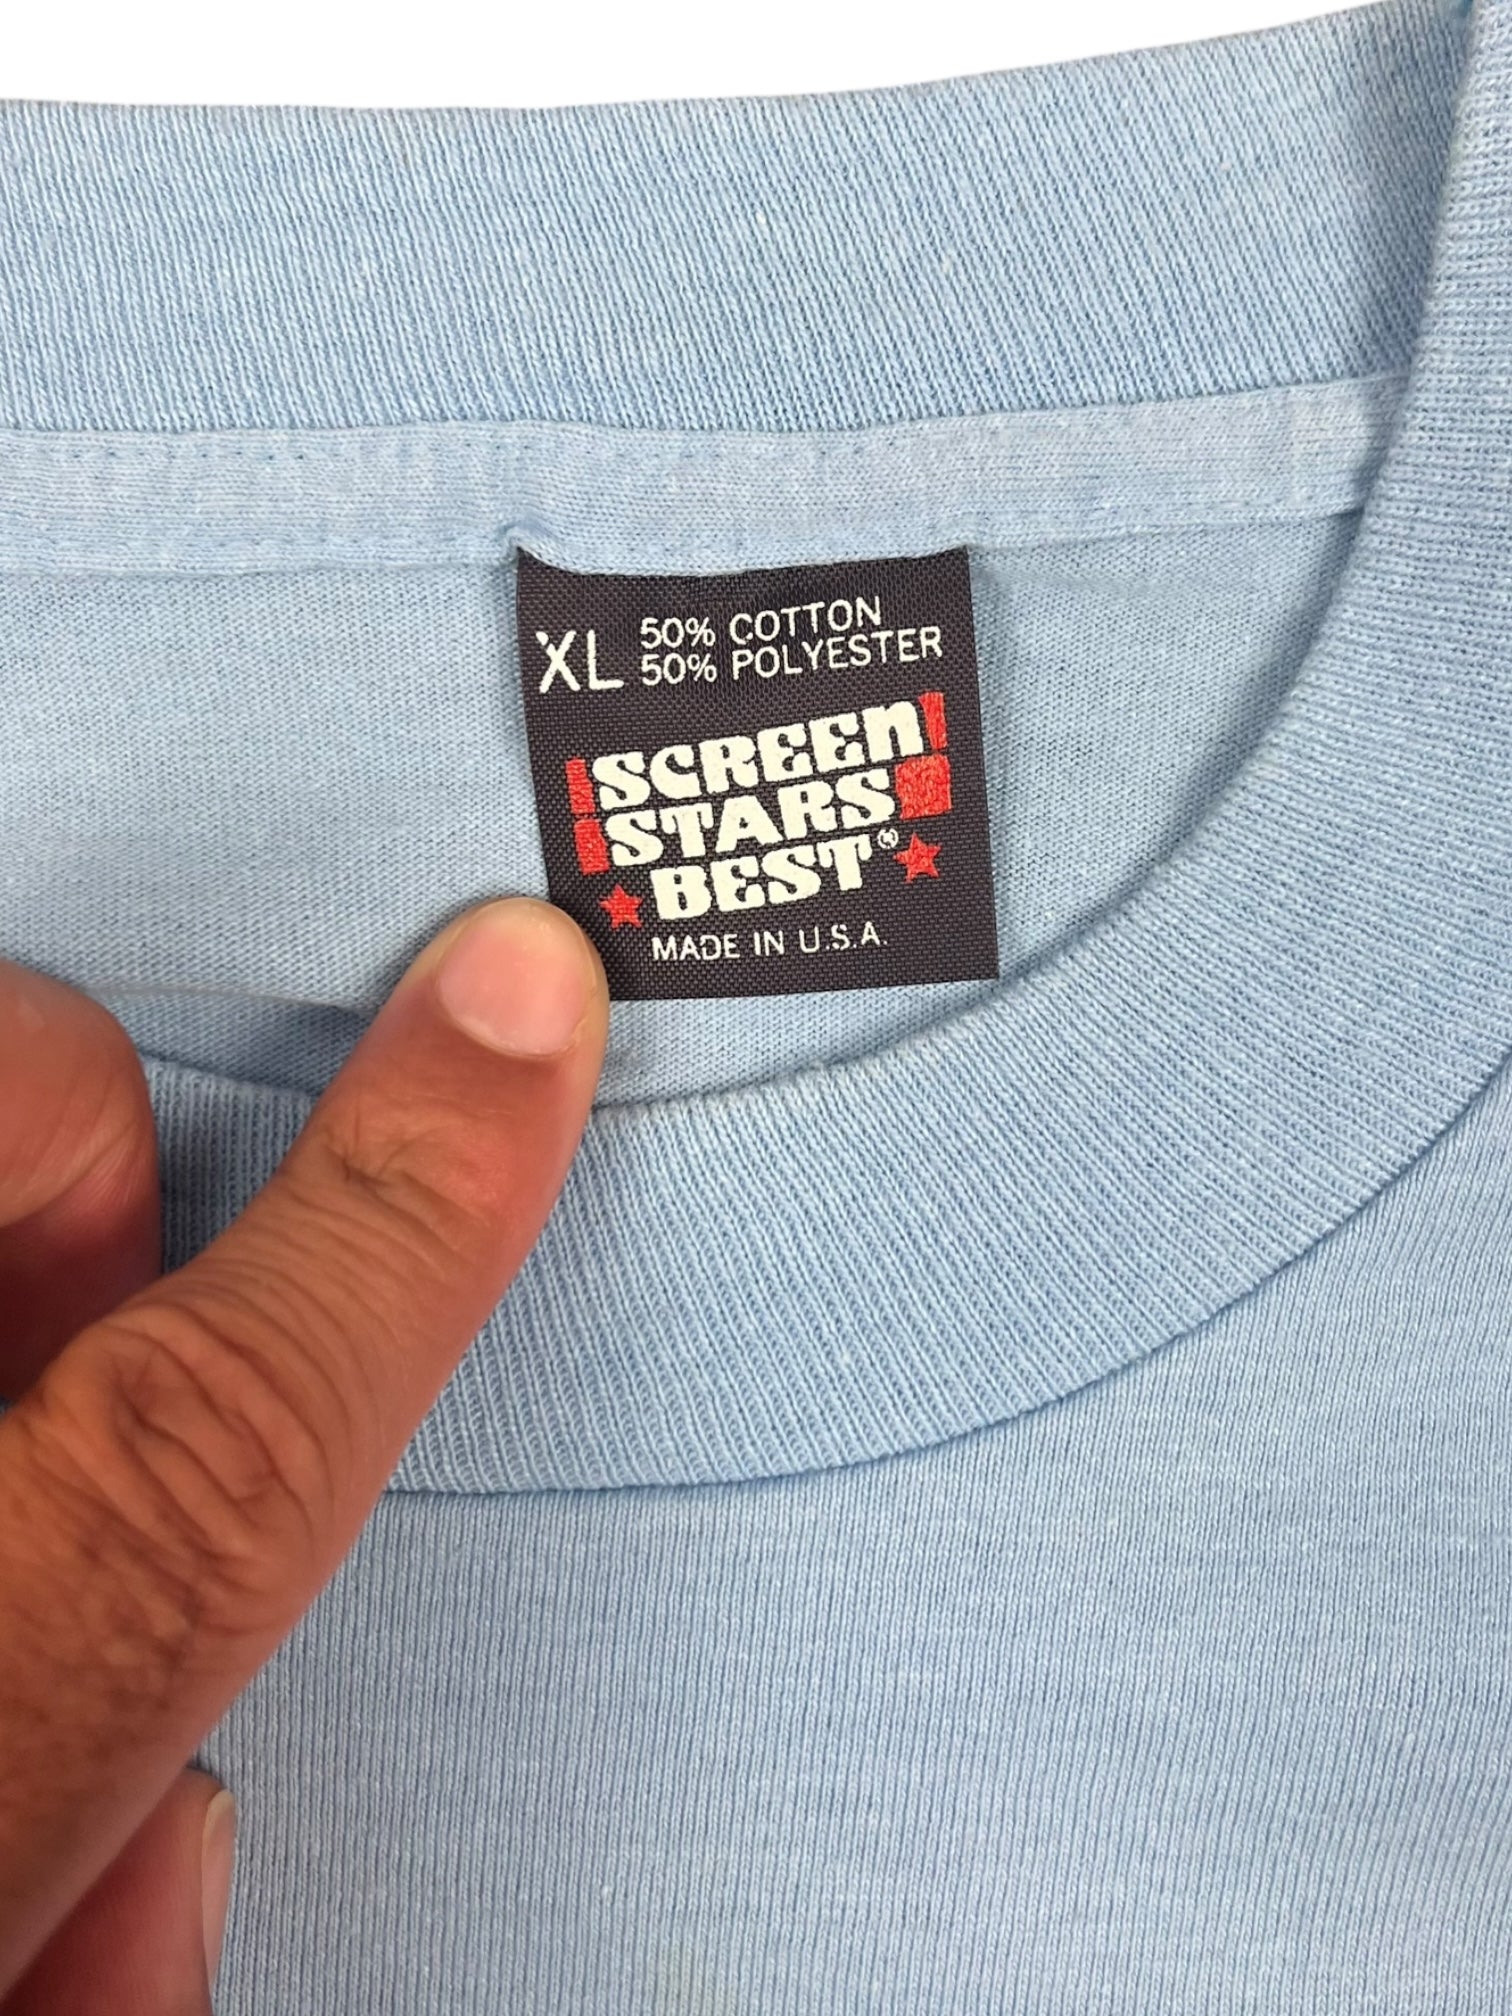 XL 50% COTTON
50% POLYESTER
SCREEN
STARS
BEST®
MADE IN U.S.A.